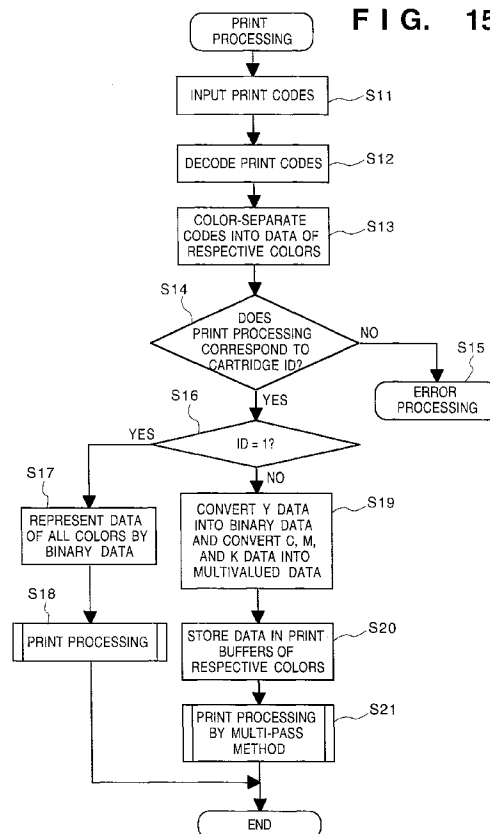 FIG. 15
PRINT
PROCESSING
INPUT PRINT CODES
S11
DECODE PRINT CODES
S12
COLOR-SEPARATE
CODES INTO DATA OF
RESPECTIVE COLORS
S13
S14
DOES
PRINT PROCESSING
CORRESPOND TO
CARTRIDGE ID?
NO
YES
S15
ERROR
PROCESSING
S16
ID = 1?
YES
NO
S17
REPRESENT DATA
OF ALL COLORS BY
BINARY DATA
S18
PRINT PROCESSING
S19
CONVERT Y DATA
INTO BINARY DATA
AND CONVERT C, M,
AND K DATA INTO
MULTIVALUED DATA
S20
STORE DATA IN PRINT
BUFFERS OF
RESPECTIVE COLORS
S21
PRINT PROCESSING
BY MULTI-PASS
METHOD
END